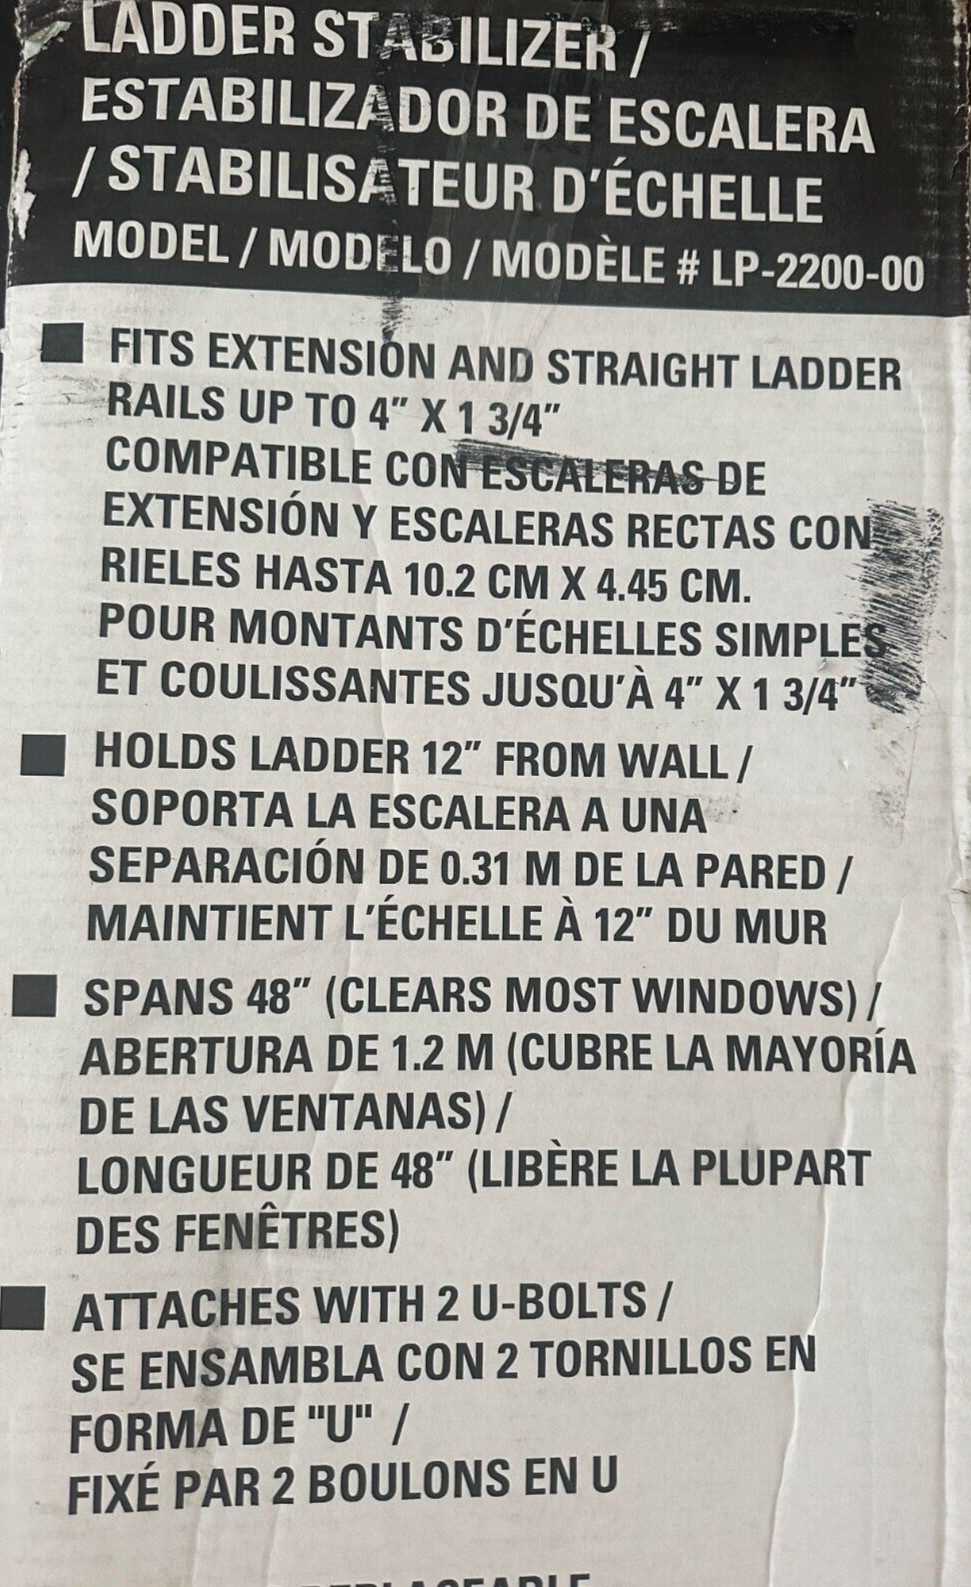 LADDER STABILIZER /
ESTABILIZADOR DE ESCALERA
/ STABILISATEUR D'ÉCHELLE
MODEL / MODELO / MODÈLE # LP-2200-00
FITS EXTENSION AND STRAIGHT LADDER
RAILS UP TO 4" X 1 3/4"
COMPATIBLE CON ESCALERAS DE
EXTENSIÓN Y ESCALERAS RECTAS CON
RIELES HASTA 10.2 CM X 4.45 CM.
POUR MONTANTS D'ÉCHELLES SIMPLES
ET COULISSANTES JUSQU'À 4" X 1 3/4"
HOLDS LADDER 12" FROM WALL /
SOPORTA LA ESCALERA A UNA
SEPARACIÓN DE 0.31 M DE LA PARED /
MAINTIENT L'ÉCHELLE À 12" DU MUR
SPANS 48" (CLEARS MOST WINDOWS) /
ABERTURA DE 1.2 M (CUBRE LA MAYORÍA
DE LAS VENTANAS) /
LONGUEUR DE 48" (LIBÈRE LA PLUPART
DES FENÊTRES)
ATTACHES WITH 2 U-BOLTS /
SE ENSAMBLA CON 2 TORNILLOS EN
FORMA DE "U" /
FIXÉ PAR 2 BOULONS EN U